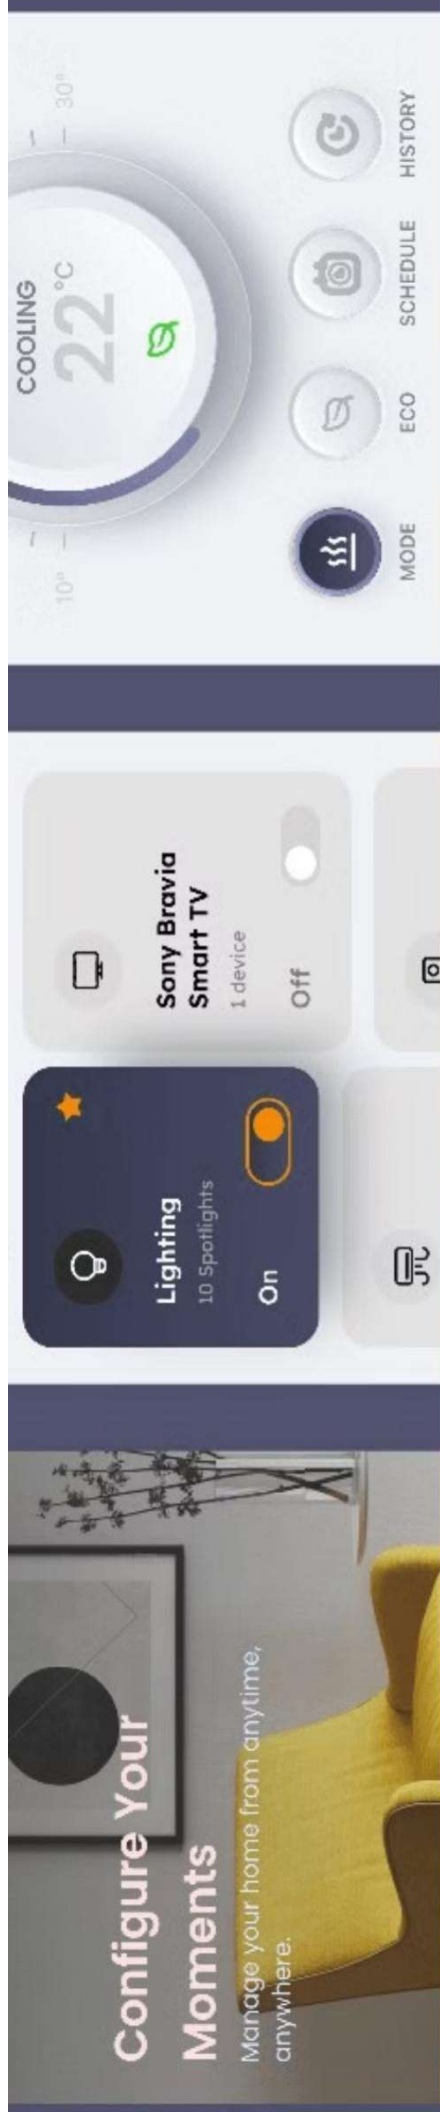 Configure Your
Moments
Manage your home from anytime,
anywhere.
Lighting
10 Spotlights
On
Sony Bravia
Smart TV
1 device
Off
COOLING
22°C
10°
30°
MODE
ECO
SCHEDULE
HISTORY